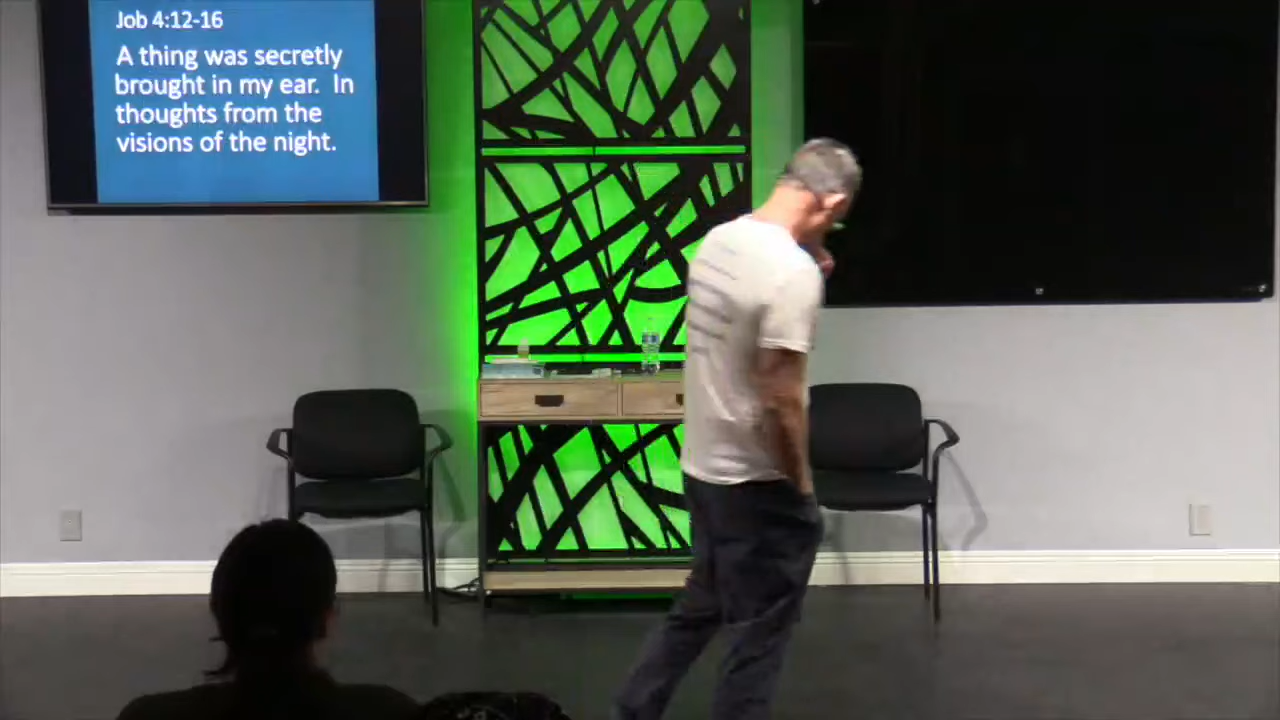 Job 4:12-16
A thing was secretly
brought in my ear.  In
thoughts from the
visions of the night.